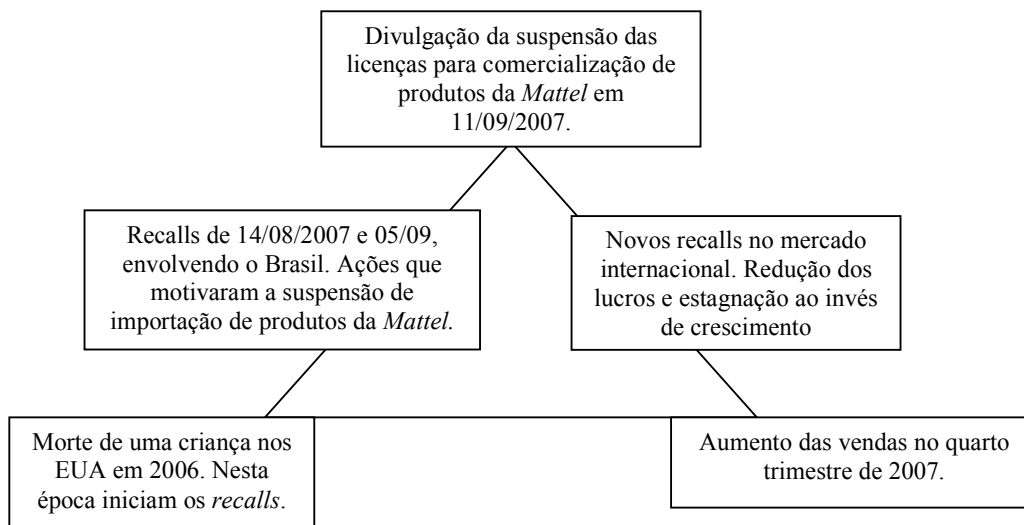 Divulgação da suspensão das
licenças para comercialização de
produtos da Mattel em
11/09/2007.
Recalls de 14/08/2007 e 05/09,
envolvendo o Brasil. Ações que
motivaram a suspensão de
importação de produtos da Mattel.
Novos recalls no mercado
internacional. Redução dos
lucros e estagnação ao invés
de crescimento
Morte de uma criança nos
EUA em 2006. Nesta
época iniciam os recalls.
Aumento das vendas no quarto
trimestre de 2007.